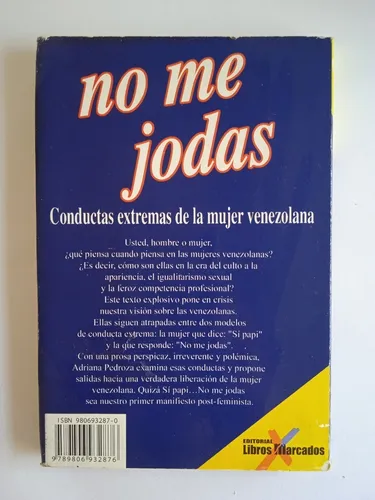 no me
jodas
Conductas extremas de la mujer venezolana
Usted, hombre o mujer,
¿qué piensa cuando piensa en las mujeres venezolanas?
¿Es decir, cómo son ellas en la era del culto a la
apariencia, el igualitarismo sexual
y la feroz competencia profesional?
Este texto explosivo pone en crisis
nuestra visión sobre las venezolanas.
Ellas siguen atrapadas entre dos modelos
de conducta extrema: la mujer que dice: "Sí papi"
y la que responde: "No me jodas".
Con una prosa perspicaz, irreverente y polémica,
Adriana Pedroza examina esas conductas y propone
salidas hacia una verdadera liberación de la mujer
venezolana. Quizá Sí papi...No me jodas
sea nuestro primer manifiesto post-feminista.
ISBN 980693287-0
9789806932876
EDITORIAL
Libros Marcados